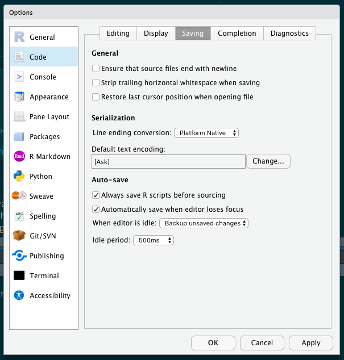 Options
R General
Code
Console
Appearance
Pane Layout
Packages
Rmd R Markdown
Python
Sweave
ABC Spelling
Git/SVN
Publishing
Terminal
Accessibility
Editing Display Saving Completion Diagnostics
General
Ensure that source files end with newline
Strip trailing horizontal whitespace when saving
Restore last cursor position when opening file
Serialization
Line ending conversion: Platform Native
Default text encoding:
[Ask] Change...
Auto-save
Always save R scripts before sourcing
Automatically save when editor loses focus
When editor is idle: Backup unsaved changes
Idle period: 500ms
OK Cancel Apply